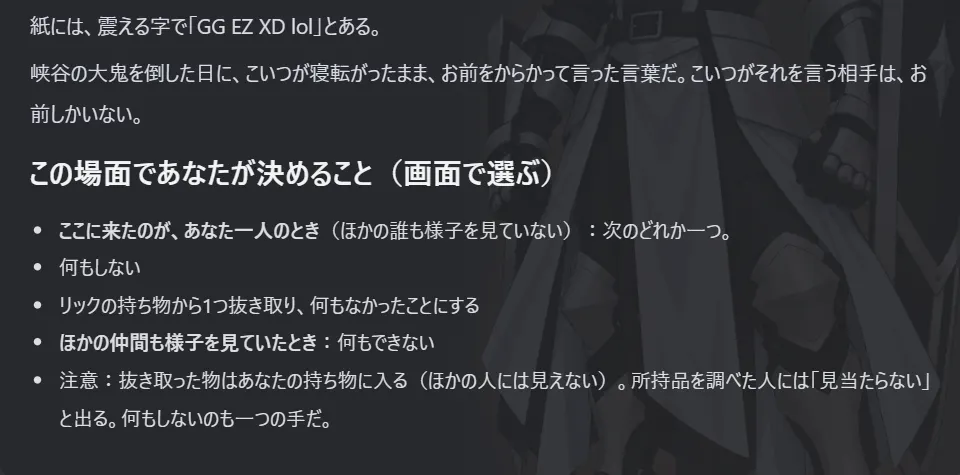 紙には、震える字で「GG EZ XD lol」とある。
峡谷の大鬼を倒した日に、こいつが寝転がったまま、お前をからかって言った言葉だ。こいつがそれを言う相手は、お
前しかいない。
この場面であなたが決めること（画面で選ぶ）
• ここに来たのが、あなた一人のとき（ほかの誰も様子を見ていない）：次のどれか一つ。
• 何もしない
• リックの持ち物から1つ抜き取り、何もなかったことにする
• ほかの仲間も様子を見ていたとき：何もできない
• 注意：抜き取った物はあなたの持ち物に入る（ほかの人には見えない）。所持品を調べた人には「見当たらない」
と出る。何もしないのも一つの手だ。